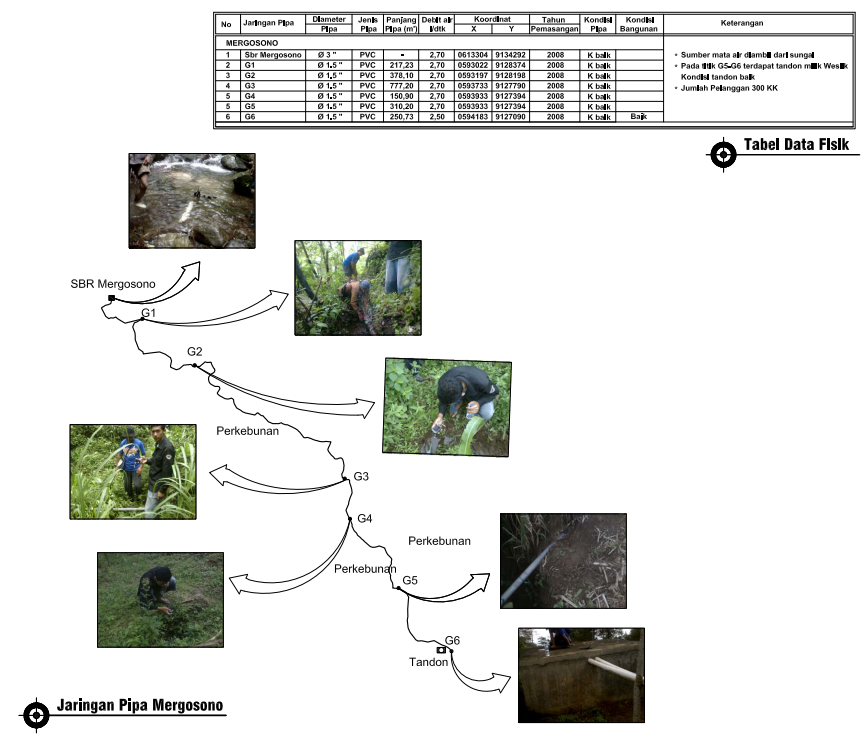 No Jaringan Pipa Diameter Pipa Jenis Pipa Panjang Pipa (m') Debit air l/dtk Koordinat X Y Tahun Pemasangan Kondisi Pipa Kondisi Bangunan Keterangan
MERGOSONO
1 Sbr Mergosono Ø 3 " PVC - 2,70 0613304 9134292 2008 K baik
2 G1 Ø 1.5 " PVC 217,23 2,70 0593022 9128374 2008 K baik
3 G2 Ø 1.5 " PVC 378,10 2,70 0593197 9128198 2008 K baik
4 G3 Ø 1.5 " PVC 777,20 2,70 0593733 9127790 2008 K baik
5 G4 Ø 1.5 " PVC 150,90 2,70 0593933 9127394 2008 K baik
5 G5 Ø 1.5 " PVC 310,20 2,70 0593933 9127394 2008 K baik
6 G6 Ø 1.5 " PVC 250,73 2,50 0594183 9127090 2008 K baik Baik
* Sumber mata air diambil dari sungai
* Pada titik G5-G6 terdapat tandon milik Weslik
Kondisi tandon baik
* Jumlah Pelanggan 300 KK
Tabel Data Fisik
SBR Mergosono
G1
G2
Perkebunan
G3
G4
Perkebunan
Perkebunan
G5
G6
Tandon
Jaringan Pipa Mergosono